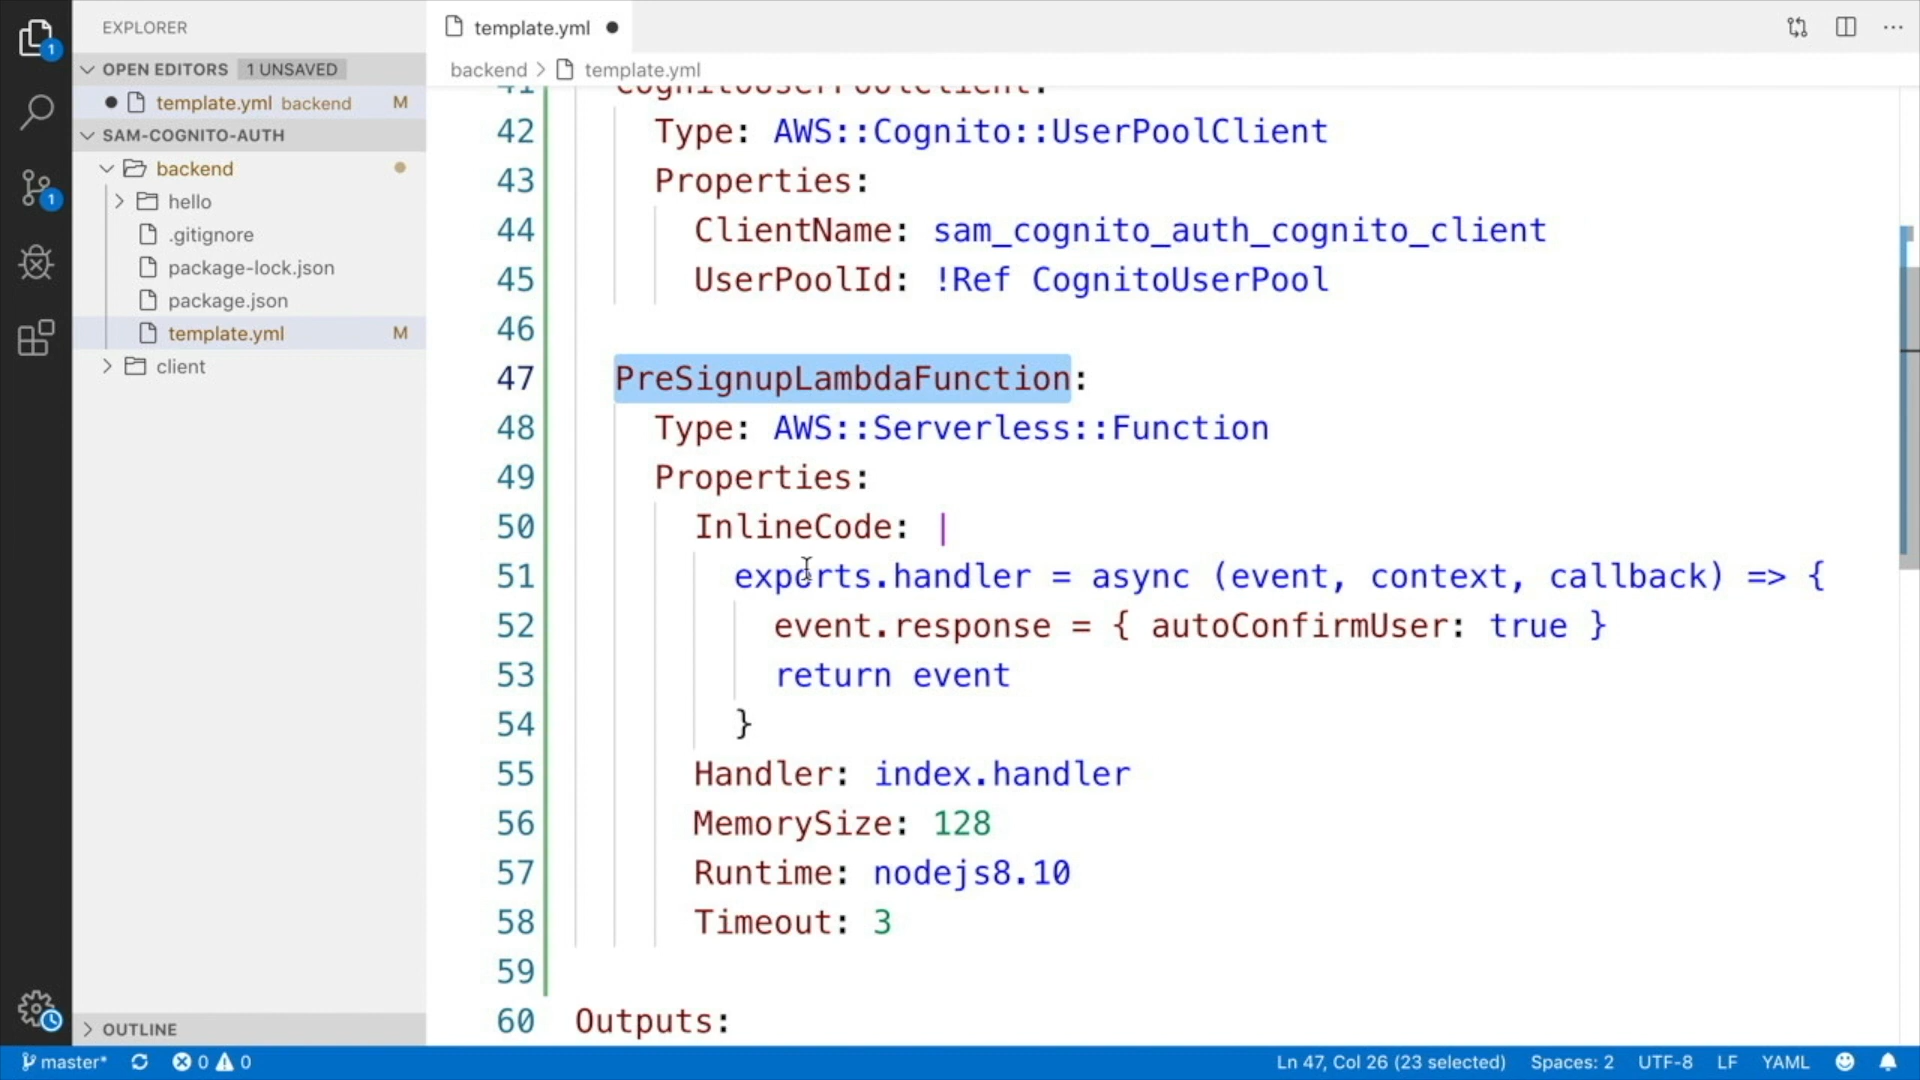 EXPLORER
OPEN EDITORS 1 UNSAVED
template.yml backend M
SAM-COGNITO-AUTH
backend
hello
.gitignore
package-lock.json
package.json
template.yml M
client
OUTLINE
template.yml
backend > template.yml
41 CognitoUserPoolClient:
42 Type: AWS::Cognito::UserPoolClient
43 Properties:
44 ClientName: sam_cognito_auth_cognito_client
45 UserPoolId: !Ref CognitoUserPool
46
47 PreSignupLambdaFunction:
48 Type: AWS::Serverless::Function
49 Properties:
50 InlineCode: |
51 exports.handler = async (event, context, callback) => {
52 event.response = { autoConfirmUser: true }
53 return event
54 }
55 Handler: index.handler
56 MemorySize: 128
57 Runtime: nodejs8.10
58 Timeout: 3
59
60 Outputs:
1
1
master* 0 0 Ln 47, Col 26 (23 selected) Spaces: 2 UTF-8 LF YAML